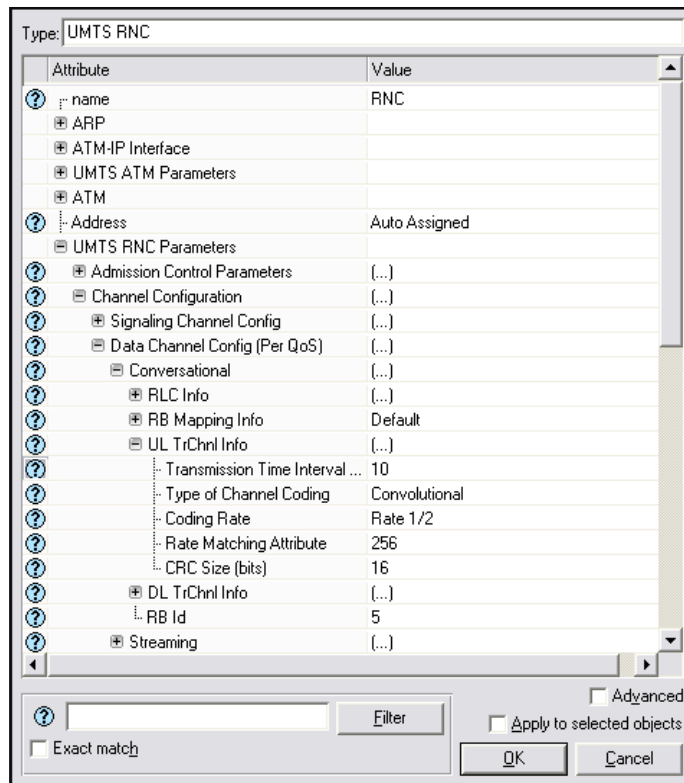 Type: UMTS RNC
Attribute Value
? name RNC
ARP
ATM-IP Interface
UMTS ATM Parameters
ATM
? Address Auto Assigned
UMTS RNC Parameters
? Admission Control Parameters (...)
? Channel Configuration (...)
? Signaling Channel Config (...)
? Data Channel Config (Per QoS) (...)
? Conversational (...)
? RLC Info (...)
? RB Mapping Info Default
? UL TrChnl Info (...)
? Transmission Time Interval ... 10
? Type of Channel Coding Convolutional
? Coding Rate Rate 1/2
? Rate Matching Attribute 256
? CRC Size (bits) 16
? DL TrChnl Info (...)
? RB Id 5
? Streaming (...)
Advanced
? Filter Apply to selected objects
Exact match OK Cancel